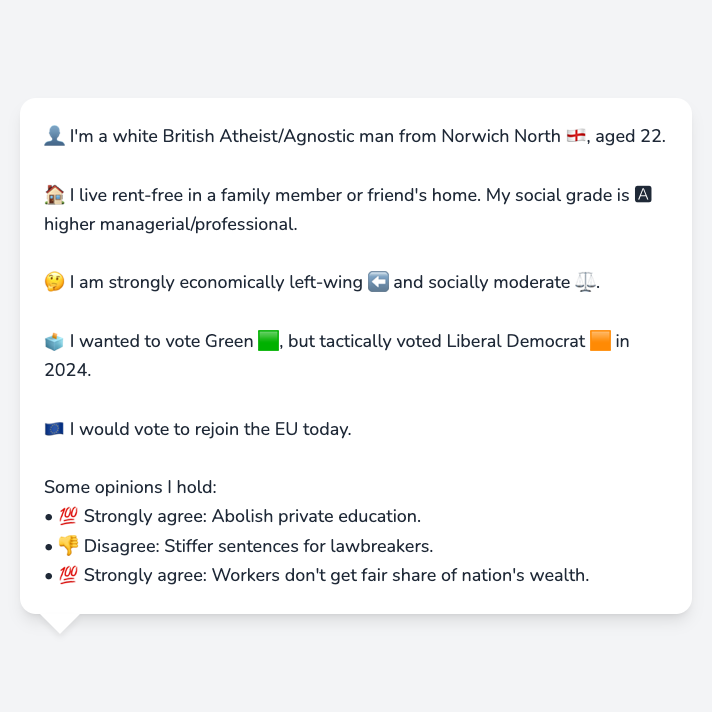 👤 I'm a white British Atheist/Agnostic man from Norwich North 🏴󠁧󠁢󠁥󠁮󠁧󠁿, aged 22.
🏠 I live rent-free in a family member or friend's home. My social grade is 🅰
higher managerial/professional.
🤔 I am strongly economically left-wing ⬅️ and socially moderate ⚖️.
🗳️ I wanted to vote Green 🟩, but tactically voted Liberal Democrat 🟧 in
2024.
🇪🇺 I would vote to rejoin the EU today.
Some opinions I hold:
• 💯 Strongly agree: Abolish private education.
• 👎 Disagree: Stiffer sentences for lawbreakers.
• 💯 Strongly agree: Workers don't get fair share of nation's wealth.